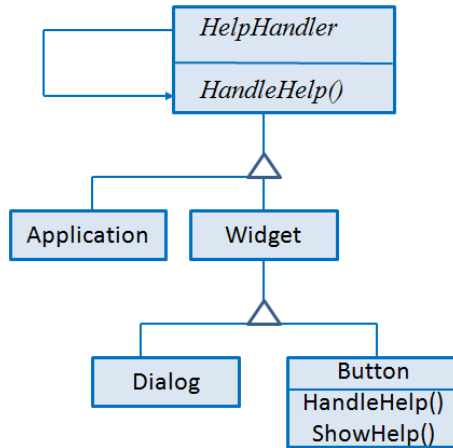 HelpHandler
HandleHelp()
Application
Widget
Dialog
Button
HandleHelp()
ShowHelp()